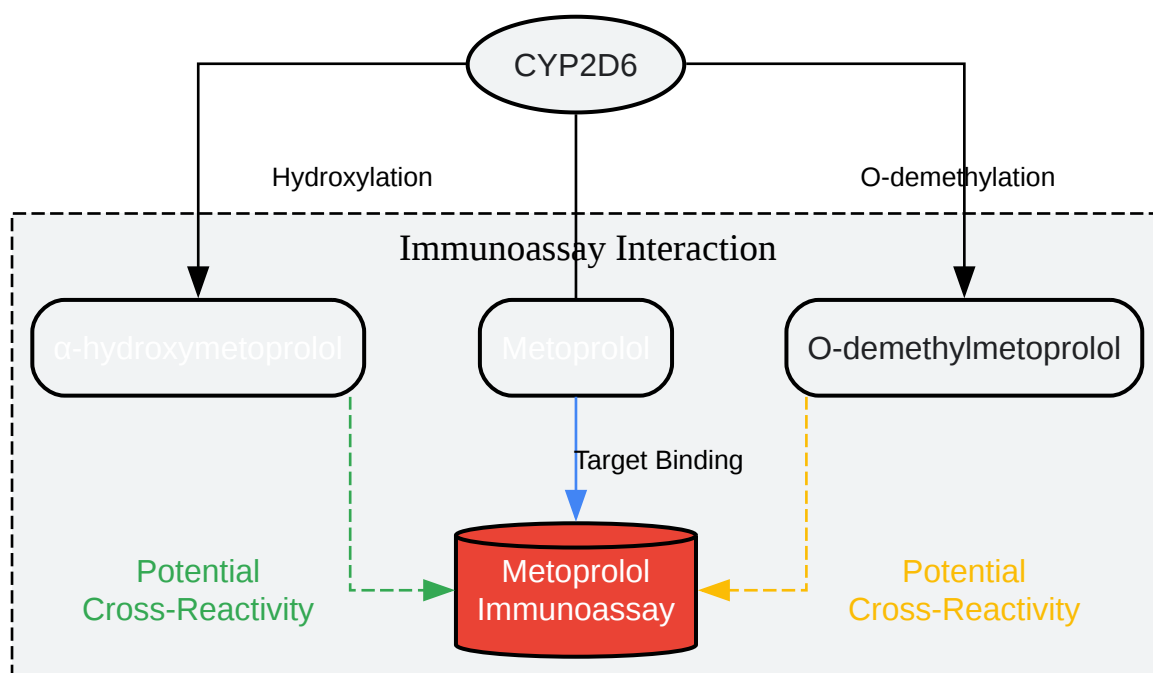 CYP2D6
Hydroxylation
O-demethylation
Immunoassay Interaction
α-hydroxymetoprolol
Metoprolol
O-demethylmetoprolol
Target Binding
Potential
Cross-Reactivity
Metoprolol
Immunoassay
Potential
Cross-Reactivity